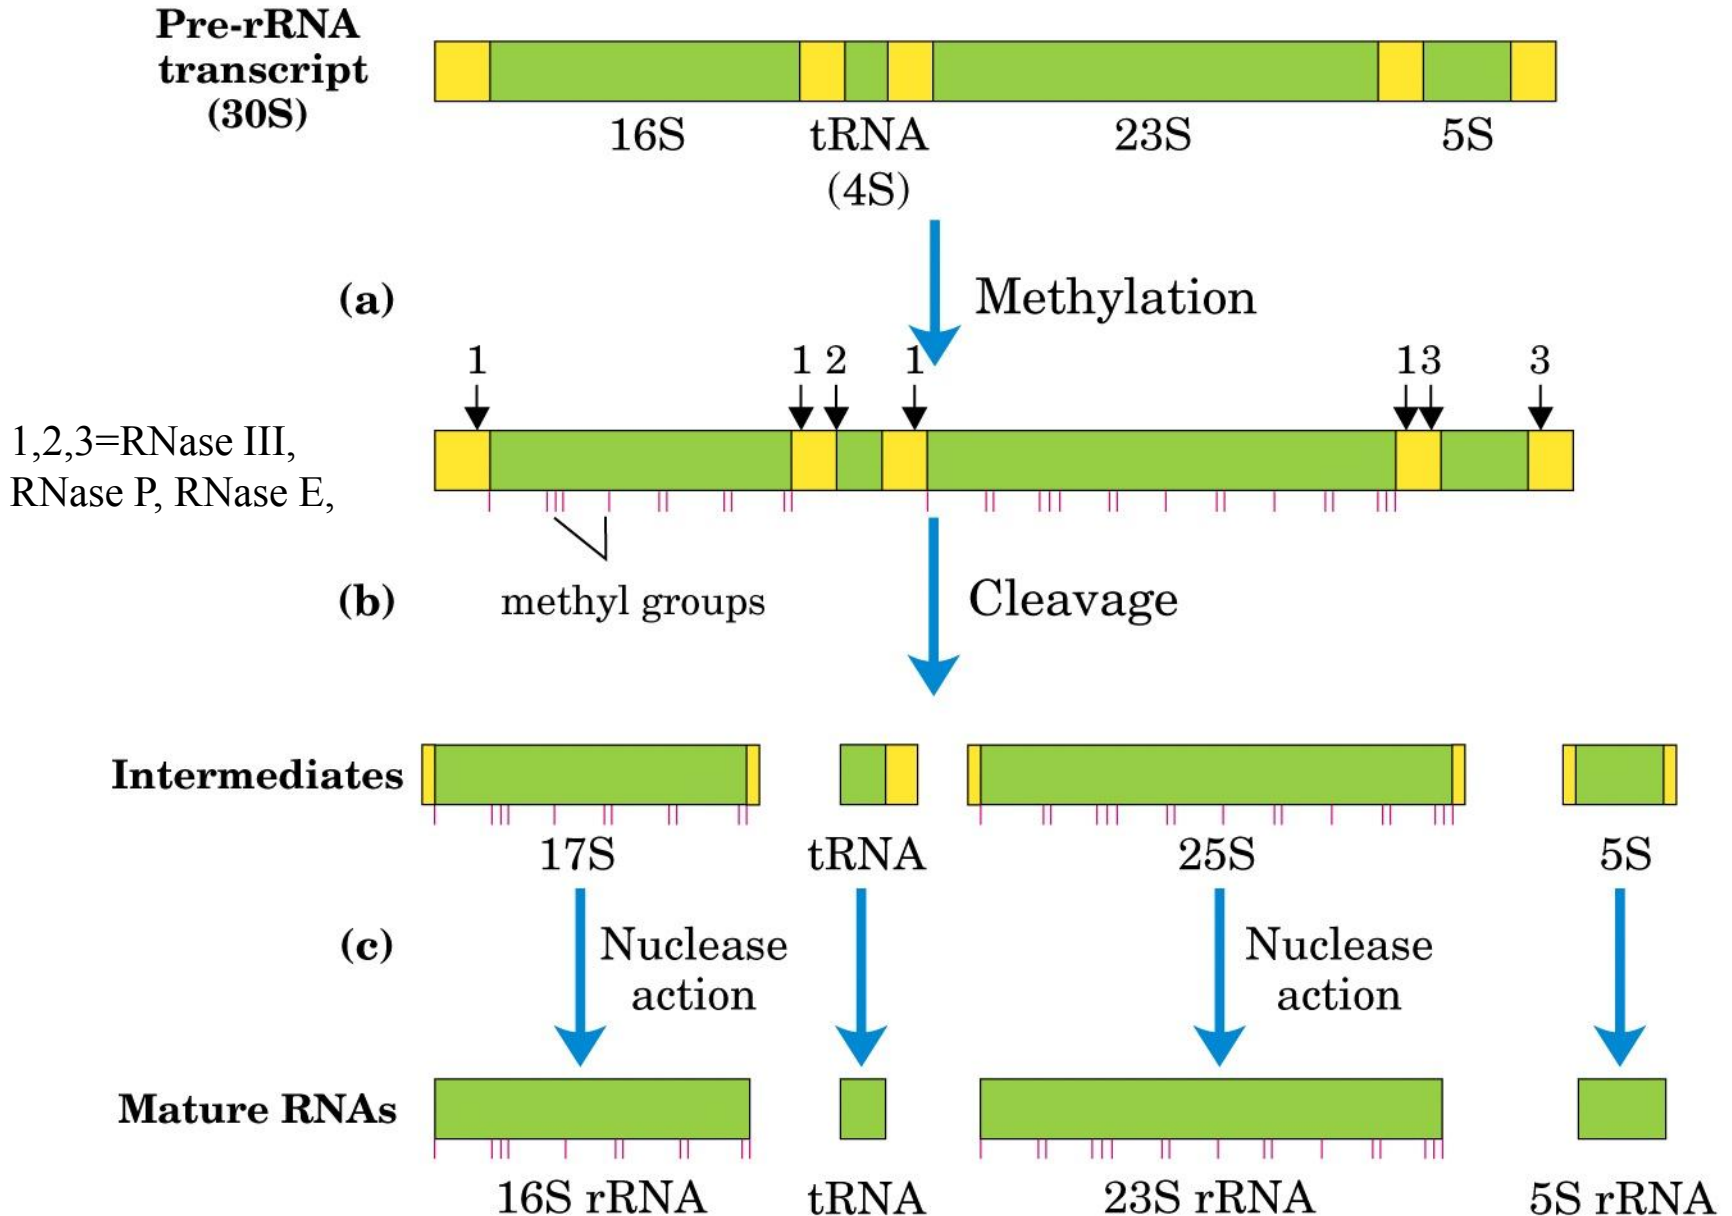 Pre-rRNA
transcript
(30S)
16S
tRNA
(4S)
23S
5S
(a)
Methylation
1
1 2
1
1 3
3
1,2,3=RNase III,
RNase P, RNase E,
methyl groups
(b)
Cleavage
Intermediates
17S
tRNA
25S
5S
(c)
Nuclease
action
Nuclease
action
Mature RNAs
16S rRNA
tRNA
23S rRNA
5S rRNA